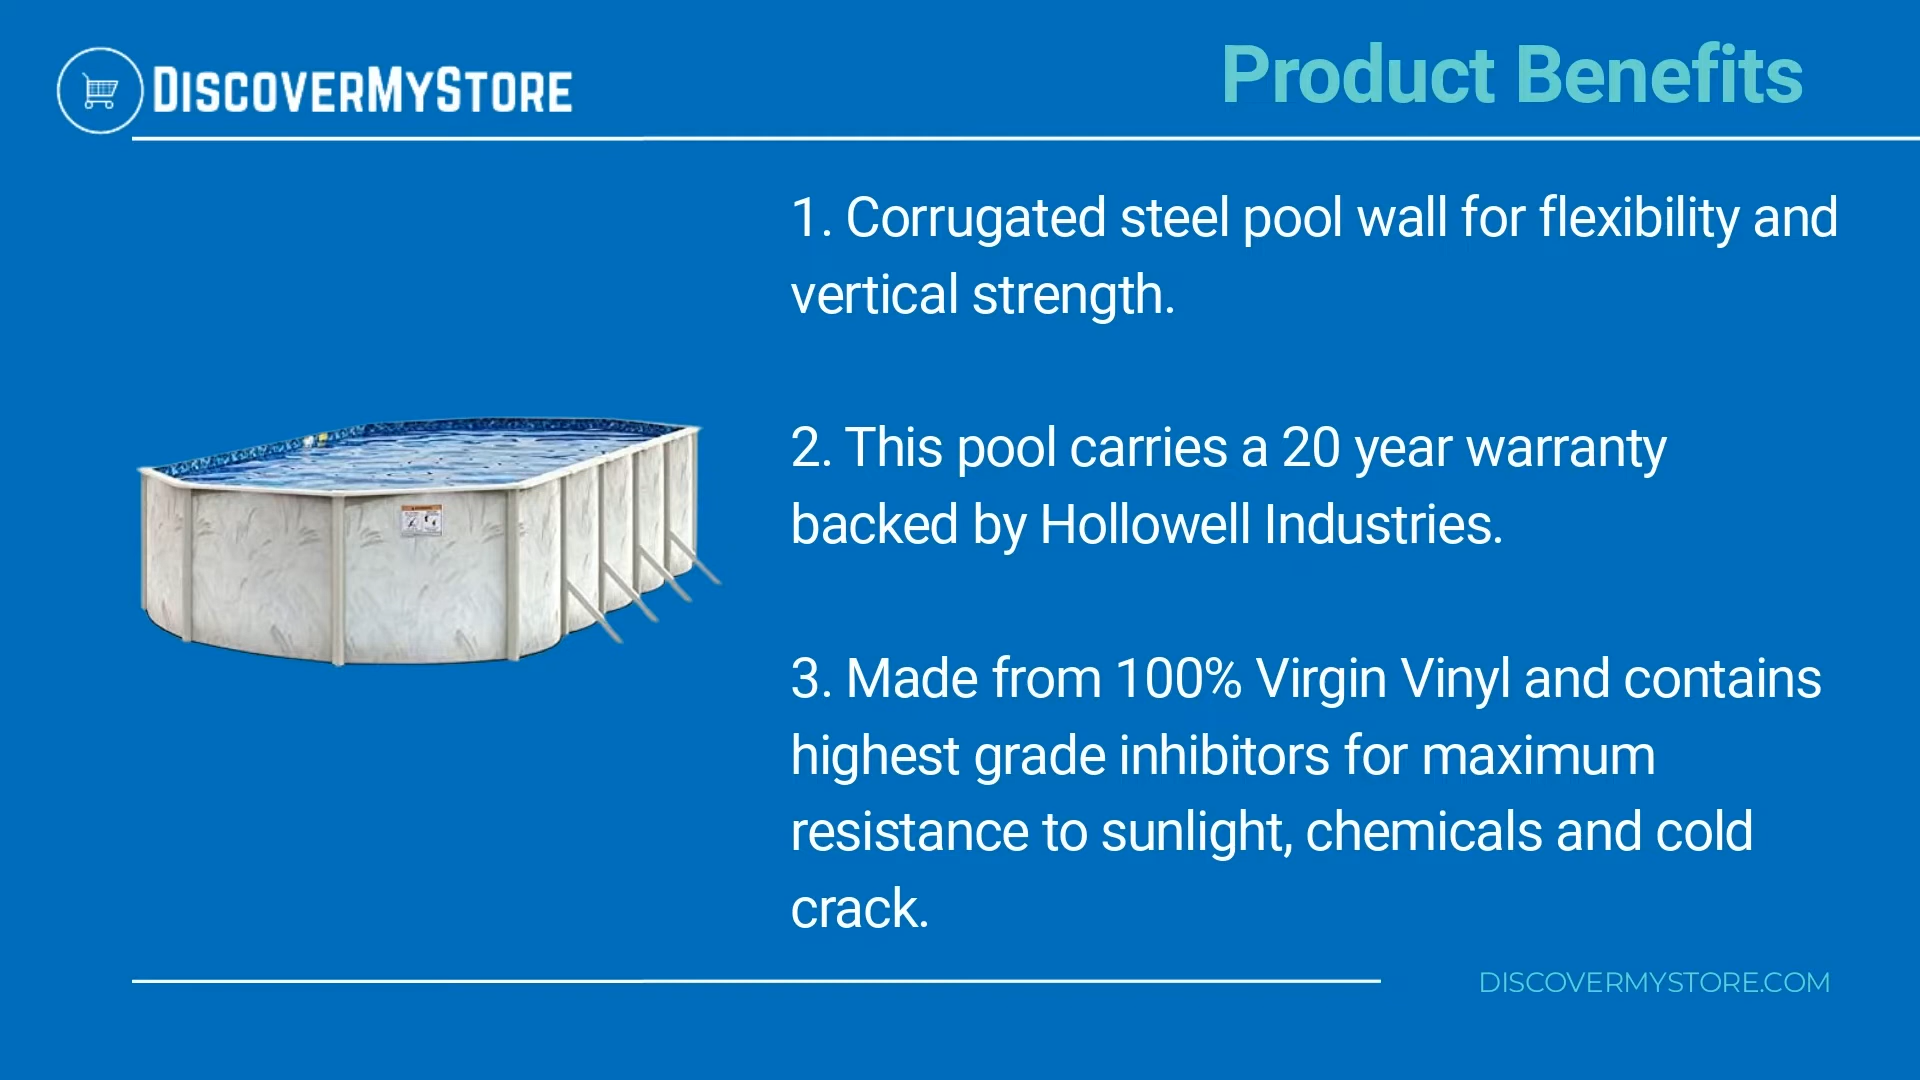 DISCOVERMYSTORE
Product Benefits
1. Corrugated steel pool wall for flexibility and
vertical strength.
2. This pool carries a 20 year warranty
backed by Hollowell Industries.
3. Made from 100% Virgin Vinyl and contains
highest grade inhibitors for maximum
resistance to sunlight, chemicals and cold
crack.
DISCOVERMYSTORE.COM